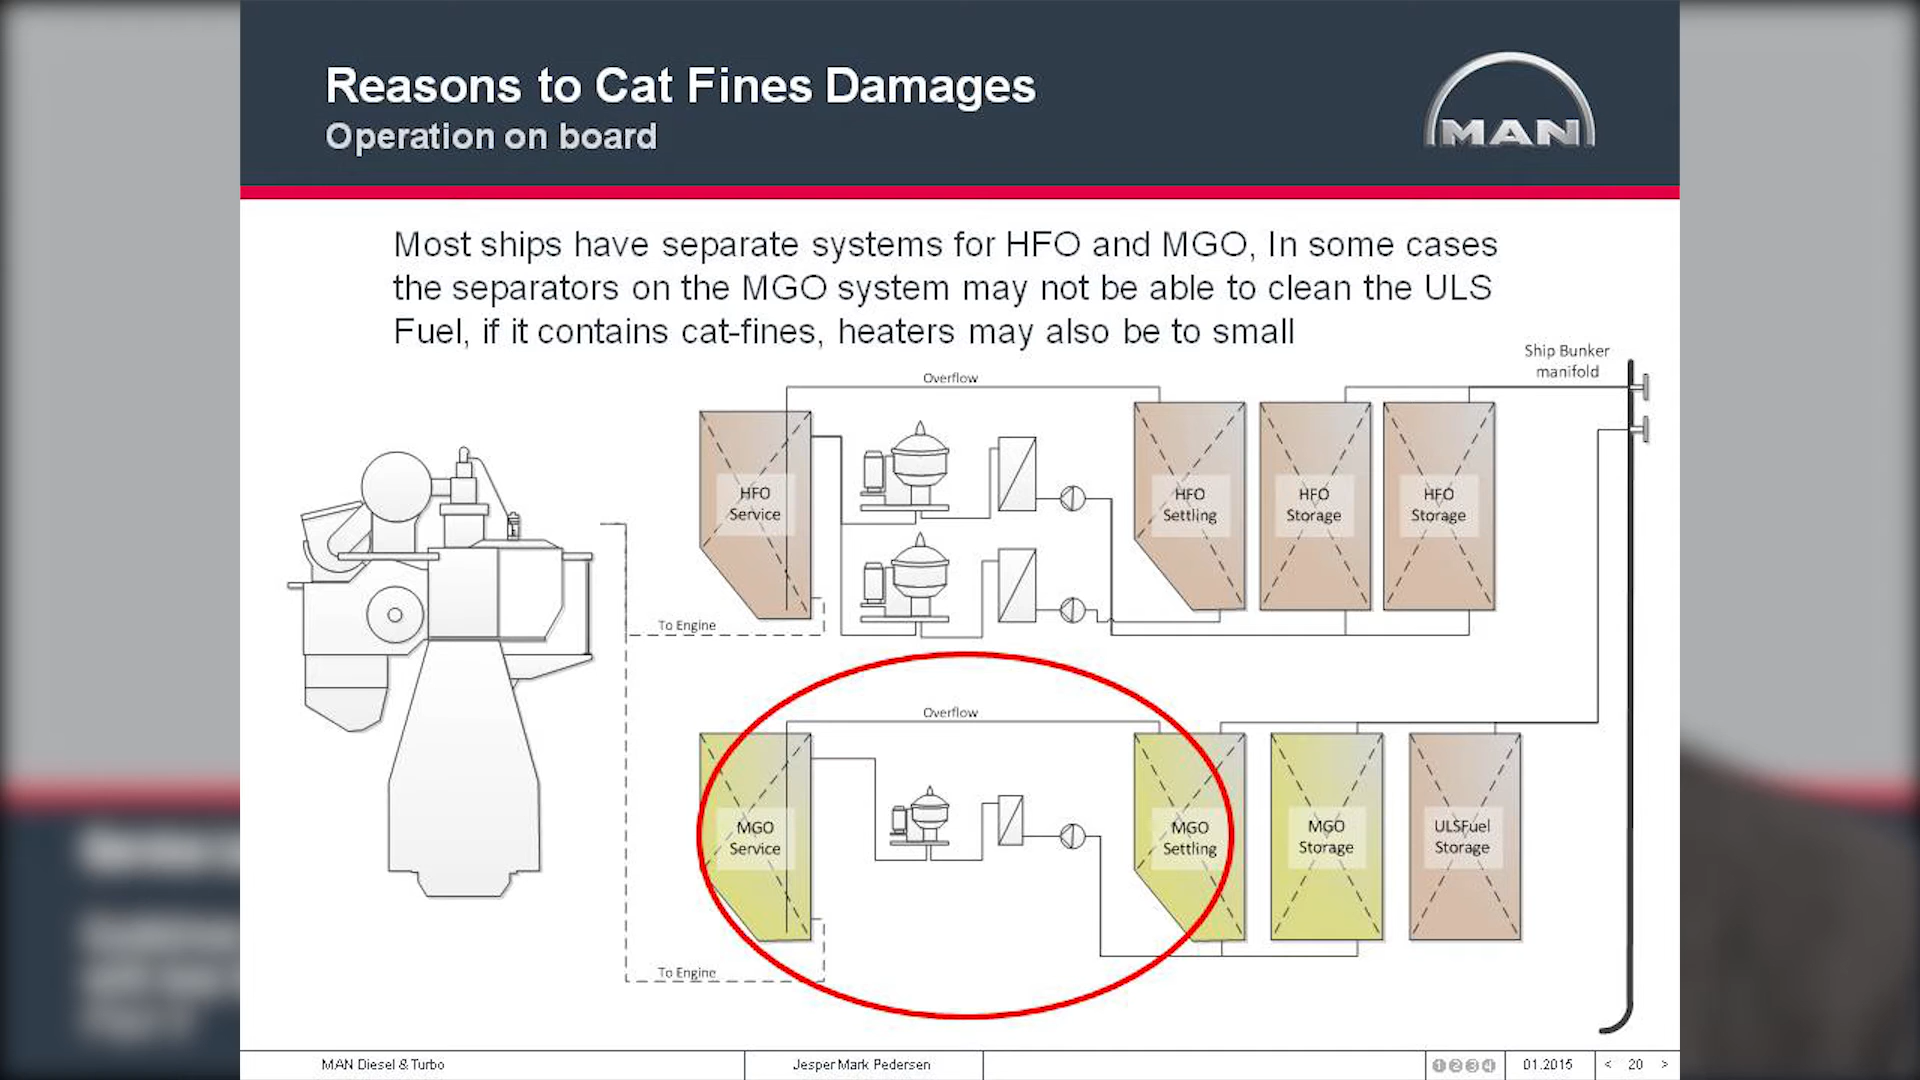 Reasons to Cat Fines Damages
Operation on board
MAN
Most ships have separate systems for HFO and MGO, In some cases
the separators on the MGO system may not be able to clean the ULS
Fuel, if it contains cat-fines, heaters may also be to small
Ship Bunker
manifold
Overflow
HFO
Service
HFO
Settling
HFO
Storage
HFO
Storage
To Engine
Overflow
MGO
Service
MGO
Settling
MGO
Storage
ULSFuel
Storage
To Engine
MAN Diesel & Turbo
Jesper Mark Pedersen
1 2 3 4
01.2015
< 20 >